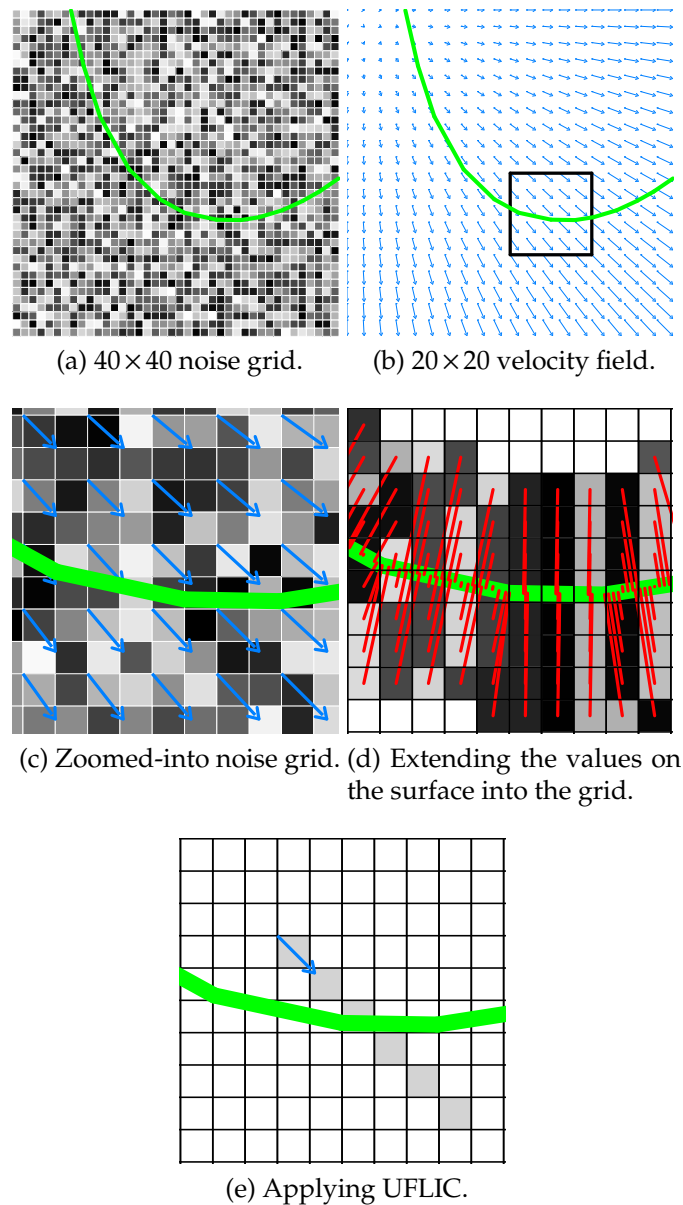 (a) 40×40 noise grid.
(b) 20×20 velocity field.
(c) Zoomed-into noise grid.
(d) Extending the values on
the surface into the grid.
(e) Applying UFLIC.